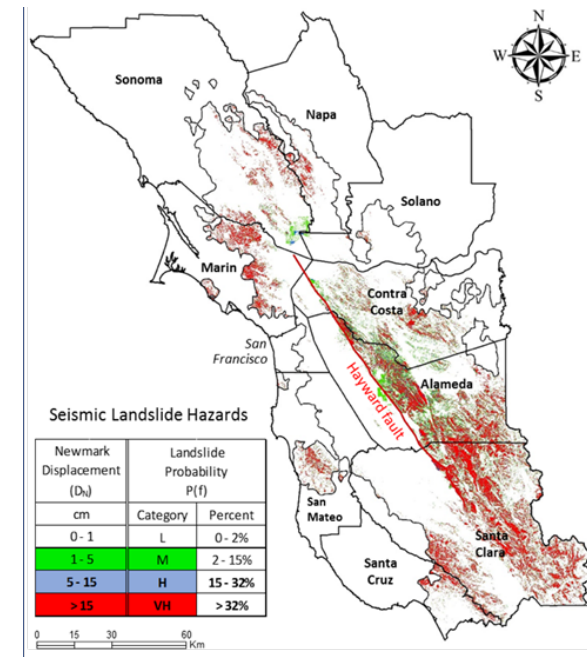 N
W E
S
Sonoma
Napa
Solano
Marin
Contra
Costa
San
Francisco
Alameda
Hayward fault
Seismic Landslide Hazards
Newmark Displacement (DN) Landslide Probability P(f)
cm Category Percent
0 - 1 L 0 - 2%
1 - 5 M 2 - 15%
5 - 15 H 15 - 32%
> 15 VH > 32%
San
Mateo
Santa
Clara
Santa
Cruz
0 15 30 60
Km